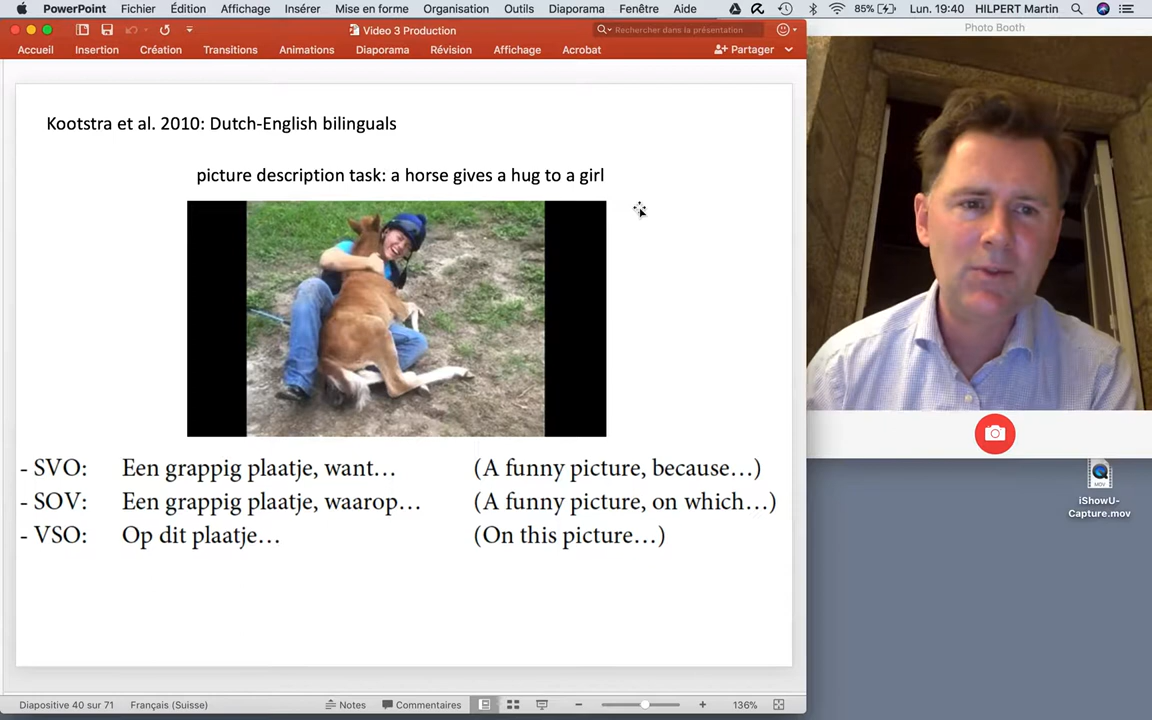 PowerPoint Fichier Édition Affichage Insérer Mise en forme Organisation Outils Diaporama Fenêtre Aide 85% Lun. 19:40 HILPERT Martin
Video 3 Production
Rechercher dans la présentation
Photo Booth
Accueil Insertion Création Transitions Animations Diaporama Révision Affichage Acrobat Partager
Kootstra et al. 2010: Dutch-English bilinguals
picture description task: a horse gives a hug to a girl
- SVO: Een grappig plaatje, want… (A funny picture, because…)
- SOV: Een grappig plaatje, waarop… (A funny picture, on which…)
- VSO: Op dit plaatje… (On this picture…)
MOV
iShowU-
Capture.mov
Diapositive 40 sur 71 Français (Suisse) Notes Commentaires 136%